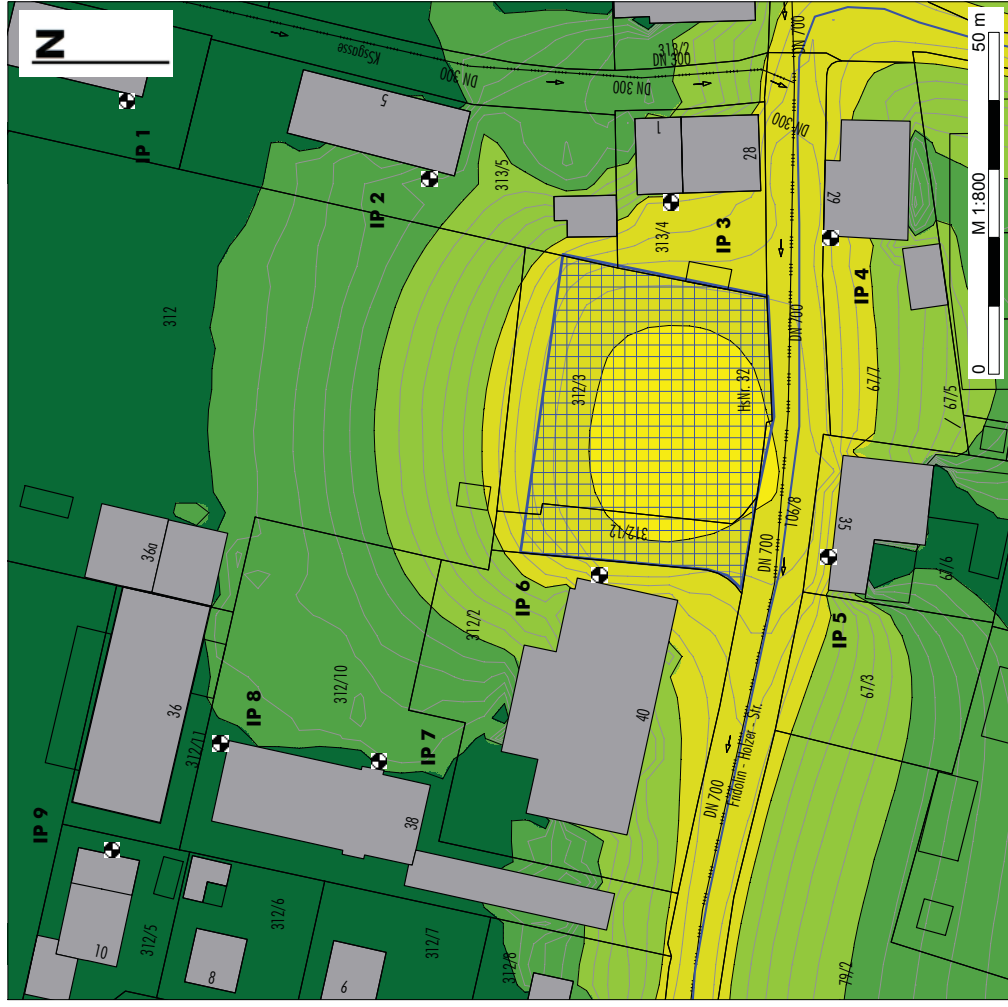 N
KSsgasse
DN 300
IP 1
5
IP 2
DN 300
313/2
DN 300
DN 700
DN 300
312
313/5
1
28
313/4
IP 3
29
IP 4
0
M 1:800
50 m
DN 700
312/3
HsNr. 32
67/7
67/5
36a
312/12
106/8
DN 700
35
IP 6
312/2
IP 5
67/6
36
312/10
IP 8
312/11
IP 7
40
67/3
Fridolin - Holzer - Str.
DN 700
38
IP 9
10
312/5
312/6
8
312/7
6
312/8
79/2